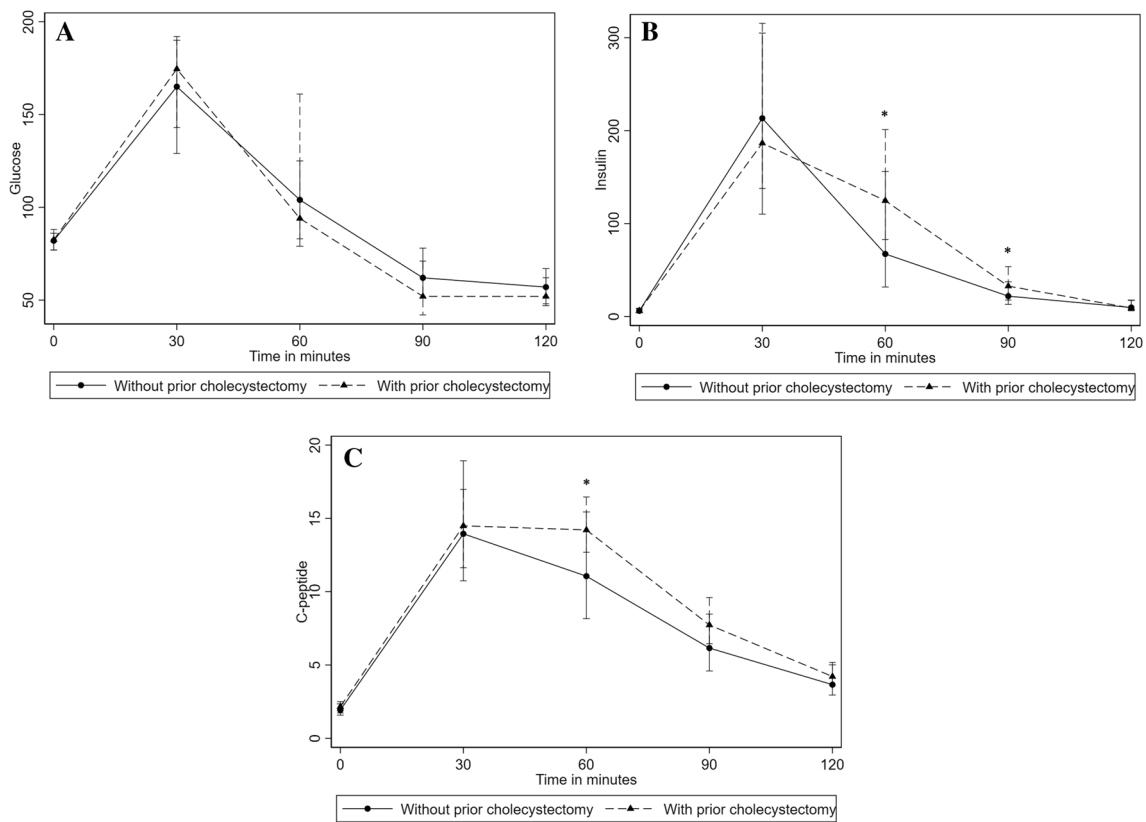 A
200
150
100
50
Glucose
0 30 60 90 120
Time in minutes
Without prior cholecystectomy With prior cholecystectomy
B
300
200
100
0
Insulin
* *
0 30 60 90 120
Time in minutes
Without prior cholecystectomy With prior cholecystectomy
C
20
15
10
5
0
C-peptide
*
0 30 60 90 120
Time in minutes
Without prior cholecystectomy With prior cholecystectomy